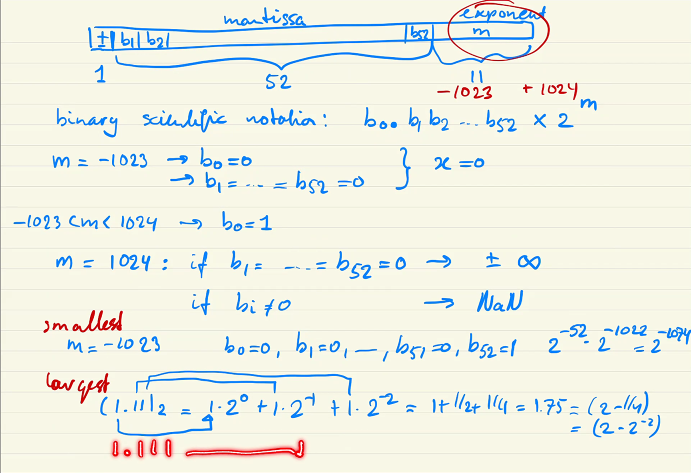 mantissa exponent
± b₁ b₂ b₅₂ m
1 52 11
-1023 +1024
binary scientific notation: b₀. b₁ b₂ ... b₅₂ × 2^m
m = -1023 → b₀=0
→ b₁= ... = b₅₂ =0 } x=0
-1023 < m < 1024 → b₀=1
m = 1024 : if b₁= ... = b₅₂=0 → ± ∞
if bᵢ≠0 → NaN
smallest
m=-1023 b₀=0, b₁=0, —, b₅₁=0, b₅₂=1 2^-52 · 2^-1022 = 2^-1074
largest
(1.11)₂ = 1·2^0 + 1·2^-1 + 1·2^-2 = 1+1/2+1/4 = 1.75 = (2-1/4)
= (2-2^-2)
1.111